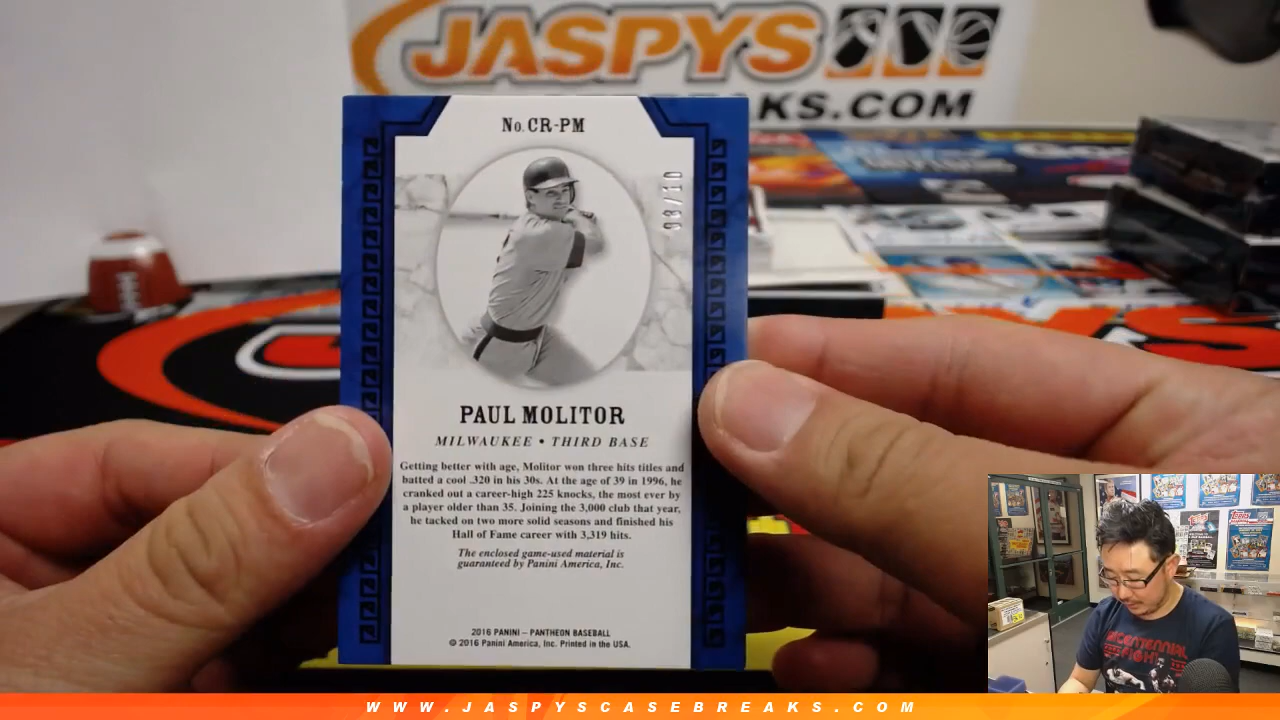 JASPYS
KS.COM
No. CR-PM
PAUL MOLITOR
MILWAUKEE • THIRD BASE
Getting better with age, Molitor won three hits titles and
batted a cool .320 in his 30s. At the age of 39 in 1996, he
cranked out a career-high 225 knocks, the most ever by
a player older than 35. Joining the 3,000 club that year,
he tacked on two more solid seasons and finished his
Hall of Fame career with 3,319 hits.
The enclosed game-used material is
guaranteed by Panini America, Inc.
2016 PANINI – PANTHEON BASEBALL
© 2016 Panini America, Inc. Printed in the USA.
WWW.JASPYSCASEBREAKS.COM